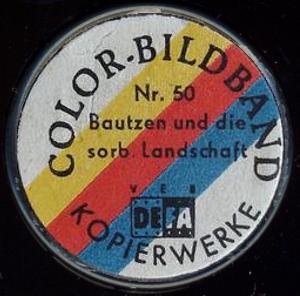 COLOR-BILDBAND
Nr. 50
Bautzen und die
sorb. Landschaft
VEB
DEFA
KOPIERWERKE